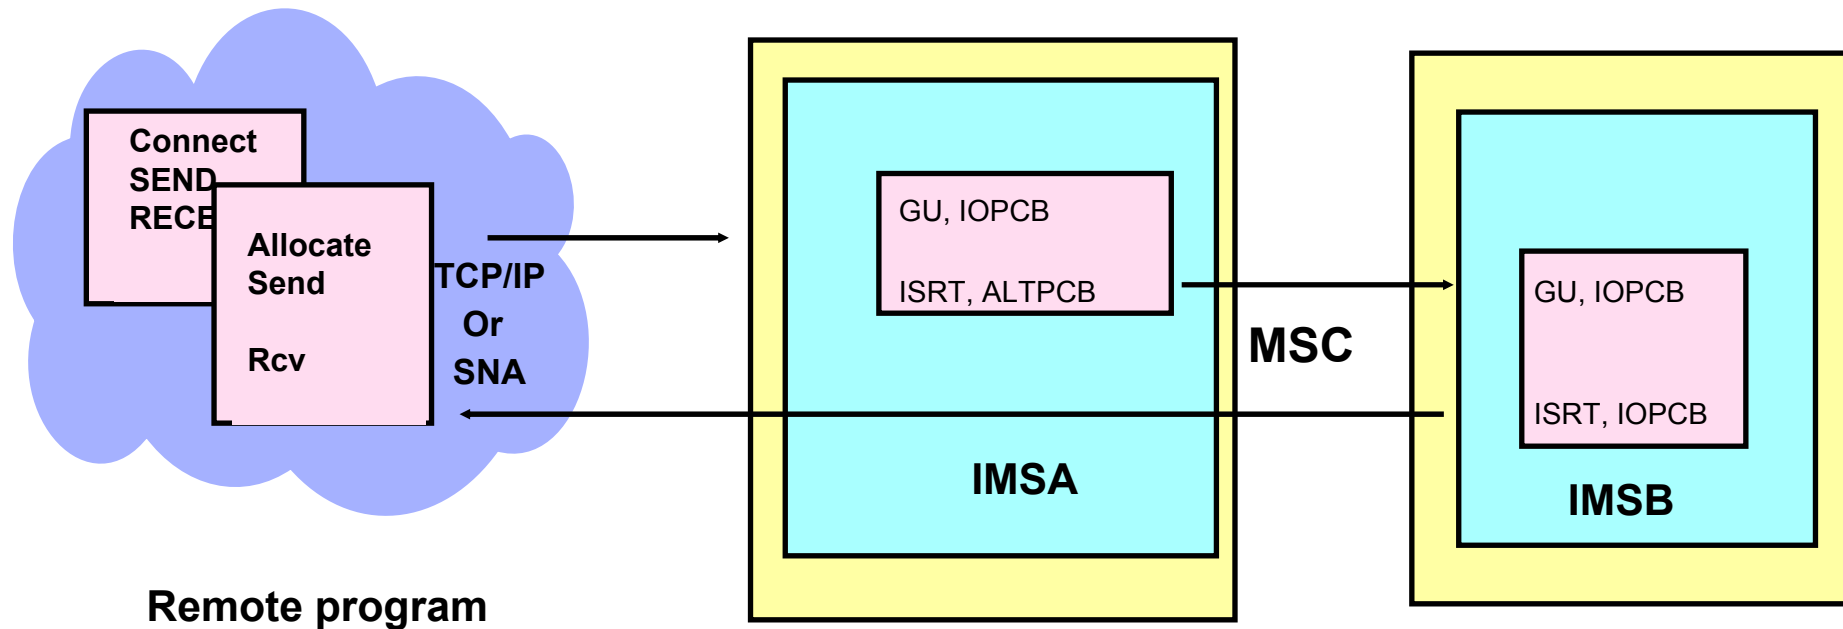 Connect
SEND
RECE
Allocate
Send
Rcv
TCP/IP
Or
SNA
Remote program
GU, IOPCB
ISRT, ALTPCB
IMSA
MSC
GU, IOPCB
ISRT, IOPCB
IMSB